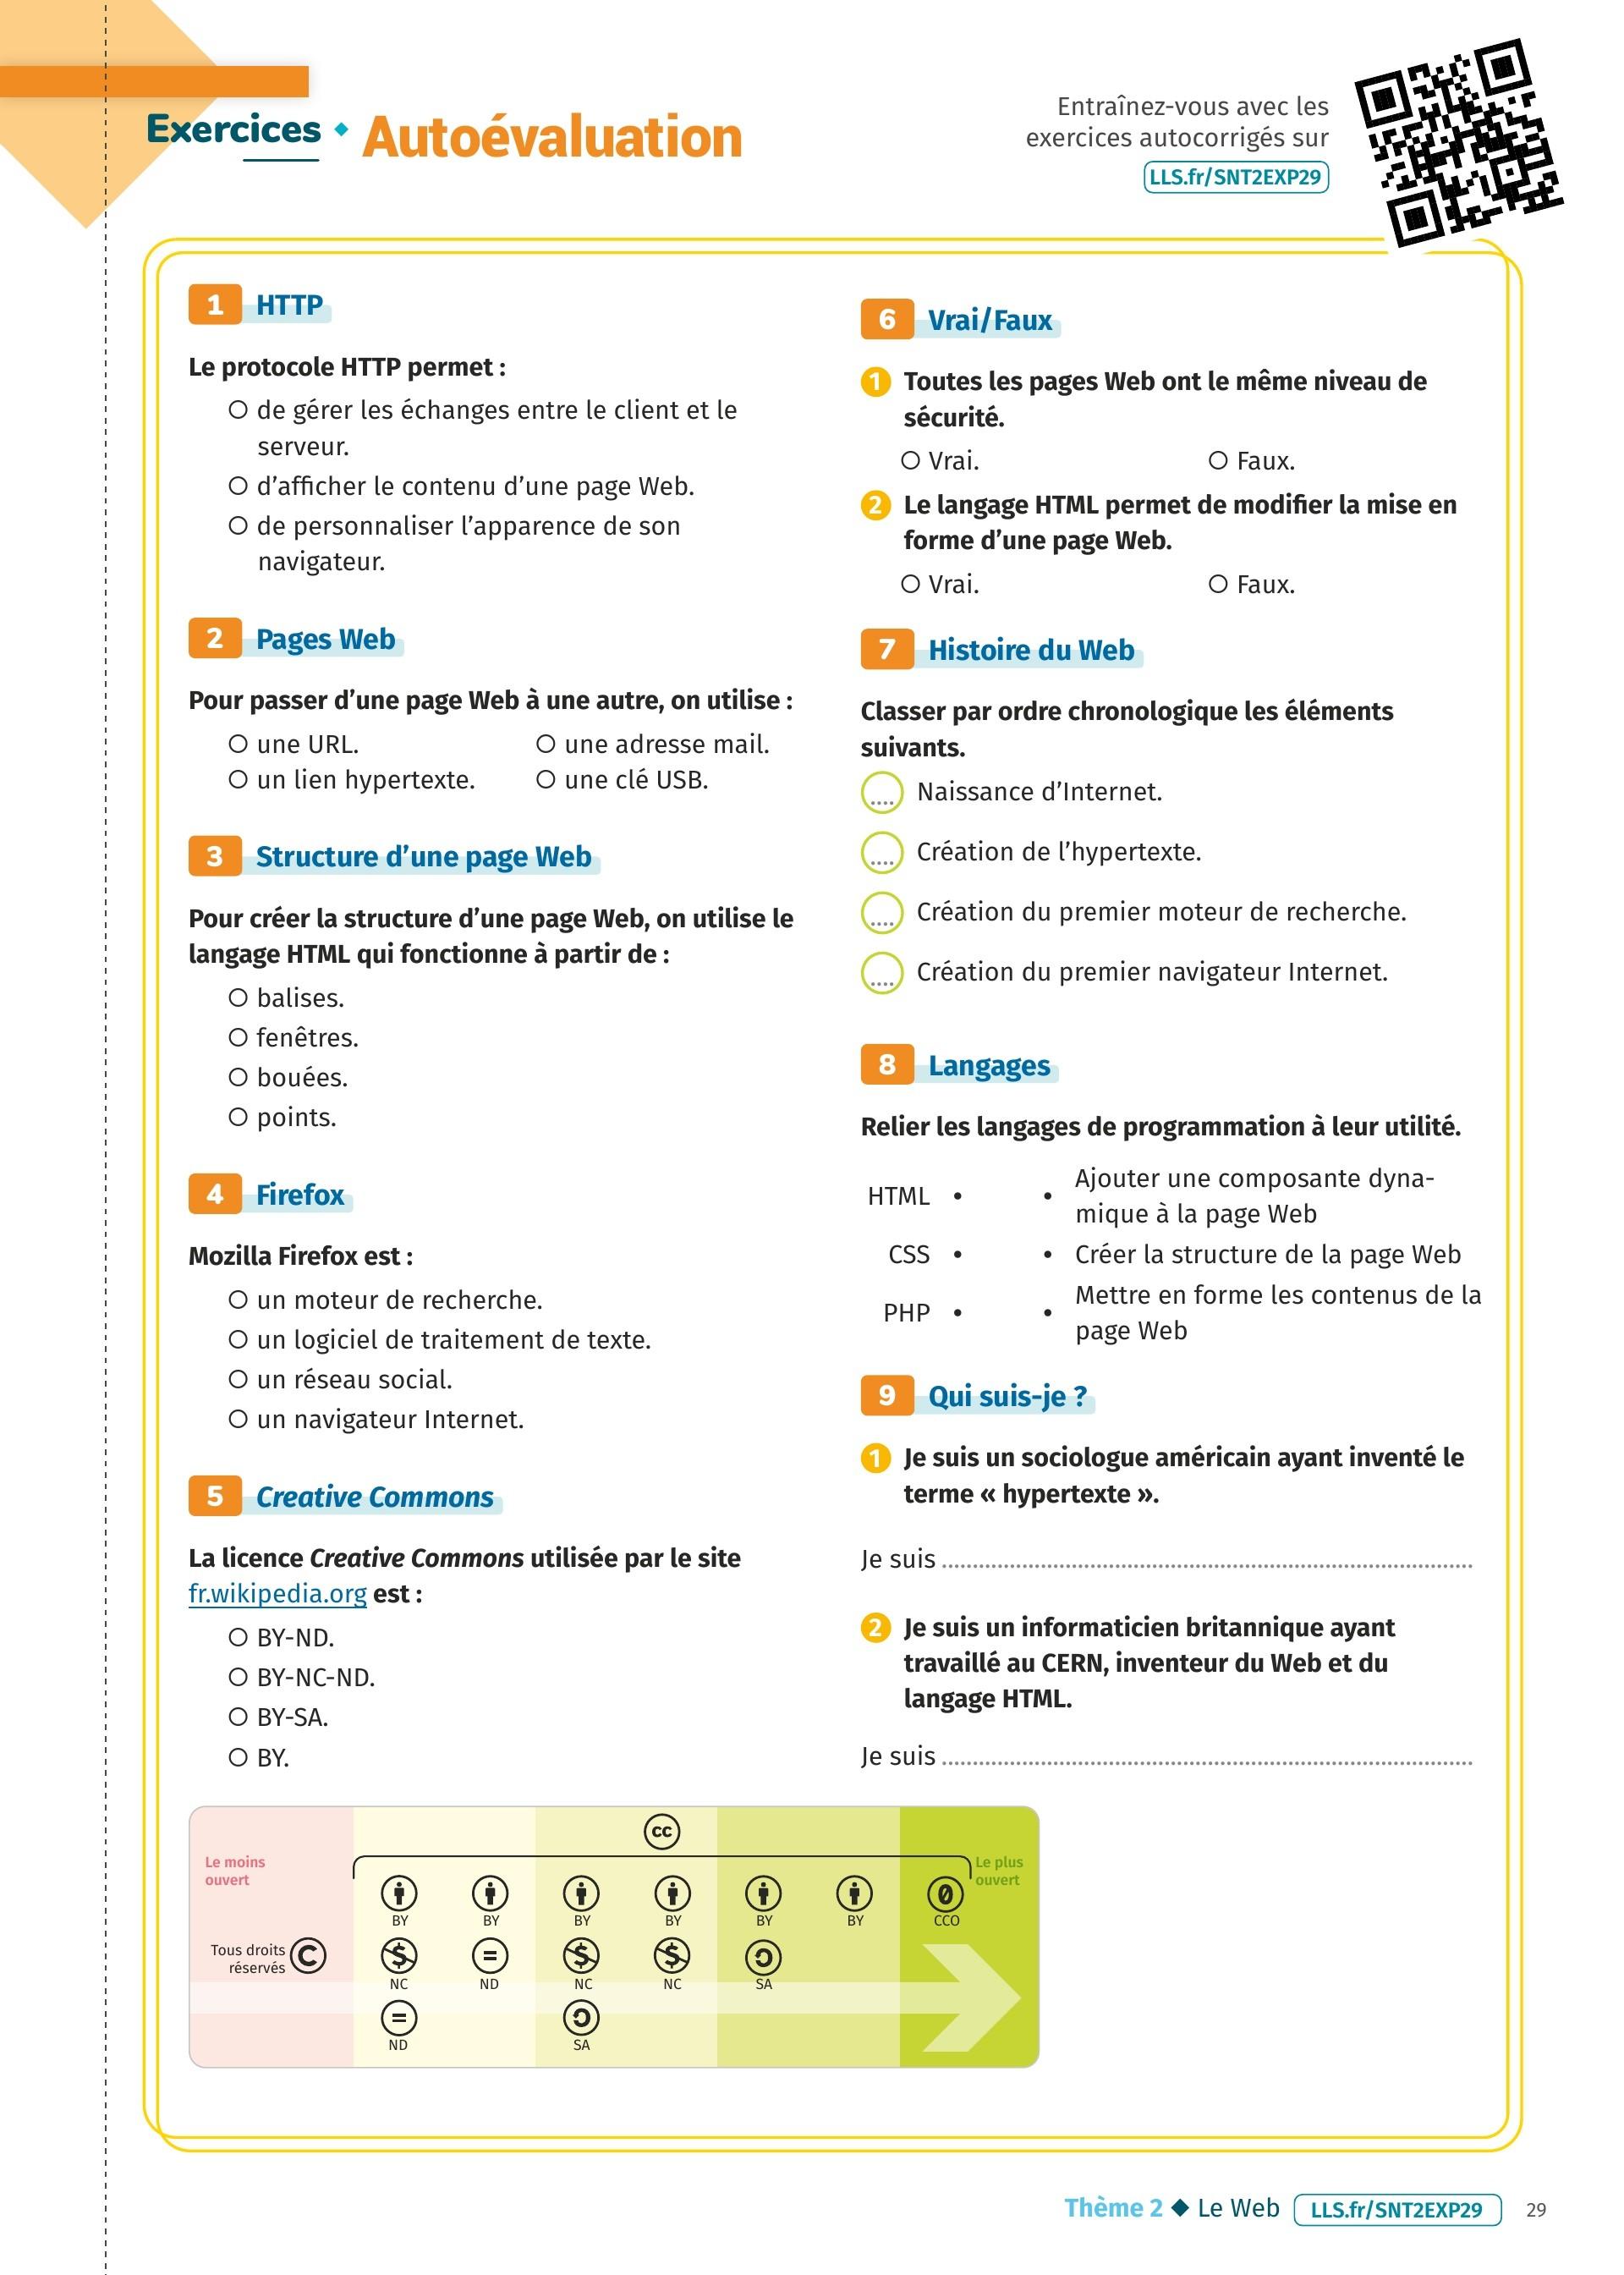 Exercices
Autoévaluation
Entraînez-vous avec les
exercices autocorrigés sur
LLS.fr/SNT2EXP29
1 HTTP
Le protocole HTTP permet :
de gérer les échanges entre le client et le
serveur.
d’afficher le contenu d’une page Web.
de personnaliser l’apparence de son
navigateur.
2 Pages Web
Pour passer d’une page Web à une autre, on utilise :
une URL. une adresse mail.
un lien hypertexte. une clé USB.
3 Structure d’une page Web
Pour créer la structure d’une page Web, on utilise le
langage HTML qui fonctionne à partir de :
balises.
fenêtres.
bouées.
points.
4 Firefox
Mozilla Firefox est :
un moteur de recherche.
un logiciel de traitement de texte.
un réseau social.
un navigateur Internet.
5 Creative Commons
La licence Creative Commons utilisée par le site
fr.wikipedia.org est :
BY-ND.
BY-NC-ND.
BY-SA.
BY.
6 Vrai/Faux
1 Toutes les pages Web ont le même niveau de
sécurité.
Vrai. Faux.
2 Le langage HTML permet de modifier la mise en
forme d’une page Web.
Vrai. Faux.
7 Histoire du Web
Classer par ordre chronologique les éléments
suivants.
.... Naissance d’Internet.
.... Création de l’hypertexte.
.... Création du premier moteur de recherche.
.... Création du premier navigateur Internet.
8 Langages
Relier les langages de programmation à leur utilité.
HTML • • Ajouter une composante dyna-
mique à la page Web
CSS • • Créer la structure de la page Web
PHP • • Mettre en forme les contenus de la
page Web
9 Qui suis-je ?
1 Je suis un sociologue américain ayant inventé le
terme « hypertexte ».
Je suis ....................
2 Je suis un informaticien britannique ayant
travaillé au CERN, inventeur du Web et du
langage HTML.
Je suis ....................
cc
Le moins
ouvert
Le plus
ouvert
BY BY BY BY BY BY CCO
Tous droits
réservés
C
NC ND NC NC SA
ND SA
Thème 2 ◆ Le Web LLS.fr/SNT2EXP29 29